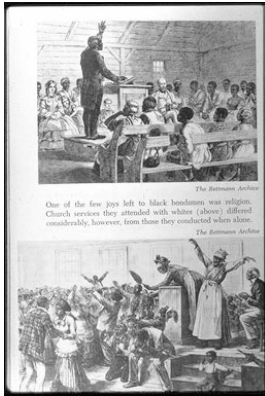 The Bettmann Archive
One of the few joys left to black bondsmen was religion.
Church services they attended with whites (above) differed
considerably, however, from those they conducted when alone.
The Bettmann Archive